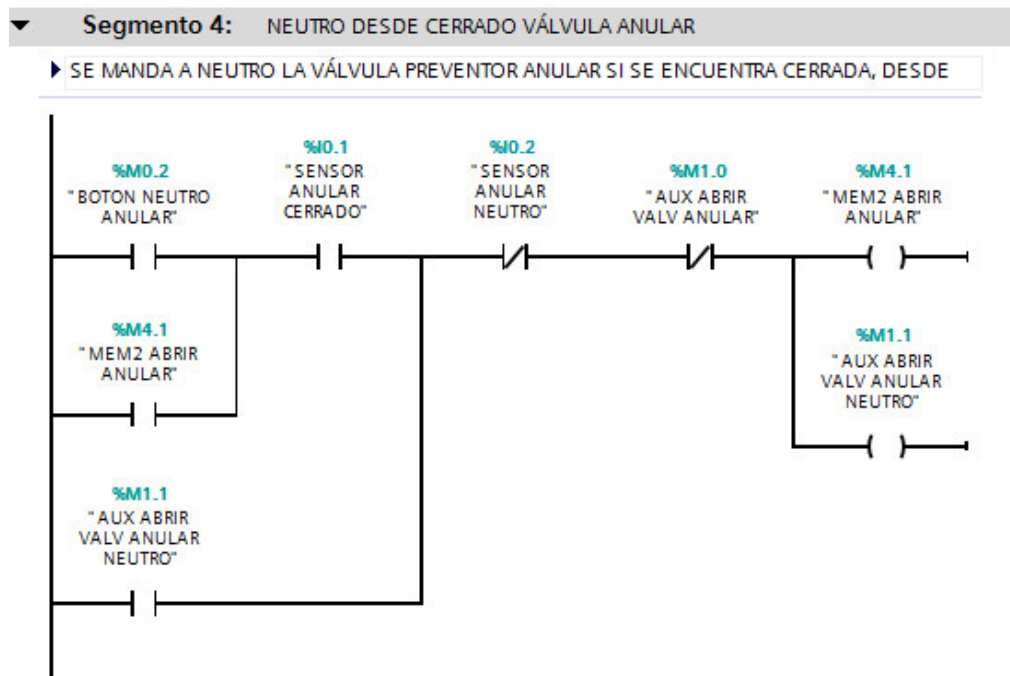 Segmento 4: NEUTRO DESDE CERRADO VÁLVULA ANULAR
SE MANDA A NEUTRO LA VÁLVULA PREVENTOR ANULAR SI SE ENCUENTRA CERRADA, DESDE
%M0.2
"BOTON NEUTRO
ANULAR"
%I0.1
"SENSOR
ANULAR
CERRADO"
%I0.2
"SENSOR
ANULAR
NEUTRO"
%M1.0
"AUX ABRIR
VALV ANULAR"
%M4.1
"MEM2 ABRIR
ANULAR"
%M4.1
"MEM2 ABRIR
ANULAR"
%M1.1
"AUX ABRIR
VALV ANULAR
NEUTRO"
%M1.1
"AUX ABRIR
VALV ANULAR
NEUTRO"